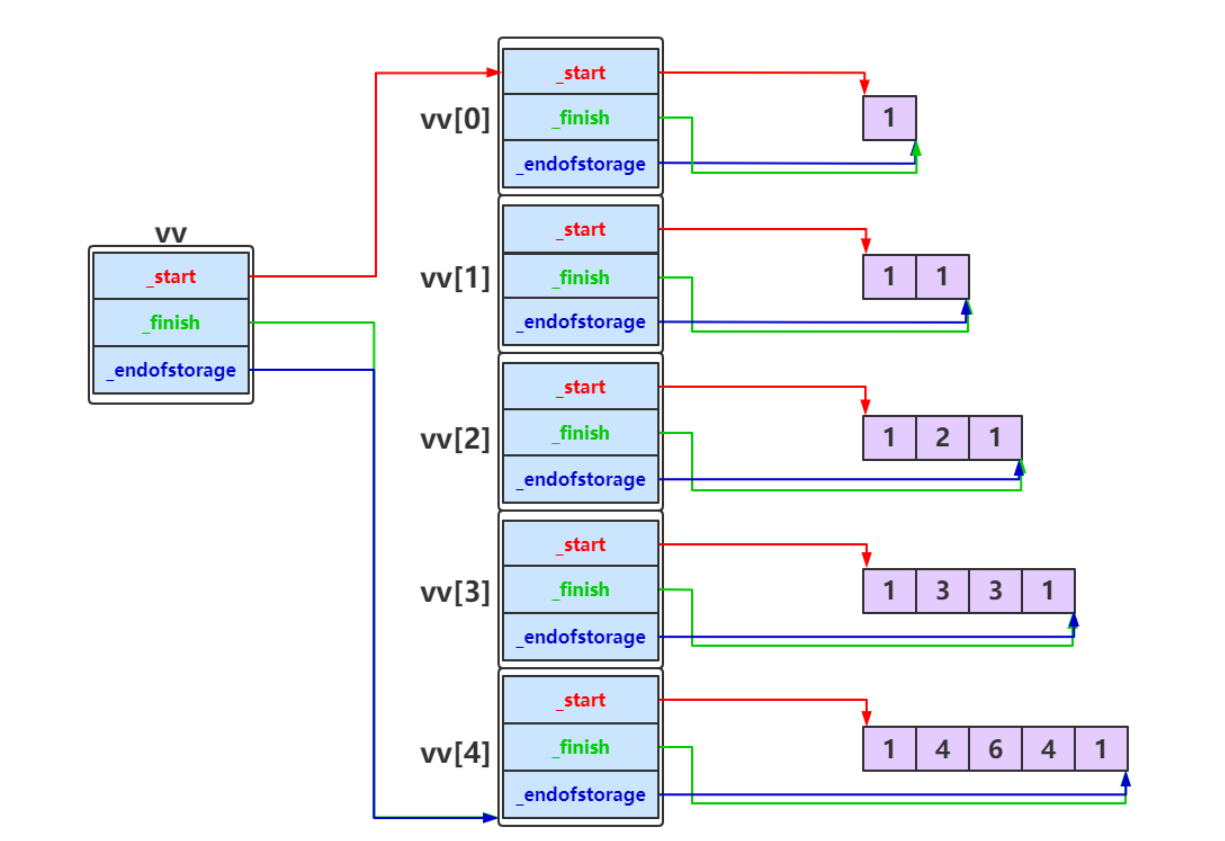 vv
_start
_finish
_endofstorage
vv[0]
_start
_finish
_endofstorage
1
vv[1]
_start
_finish
_endofstorage
1 1
vv[2]
_start
_finish
_endofstorage
1 2 1
vv[3]
_start
_finish
_endofstorage
1 3 3 1
vv[4]
_start
_finish
_endofstorage
1 4 6 4 1